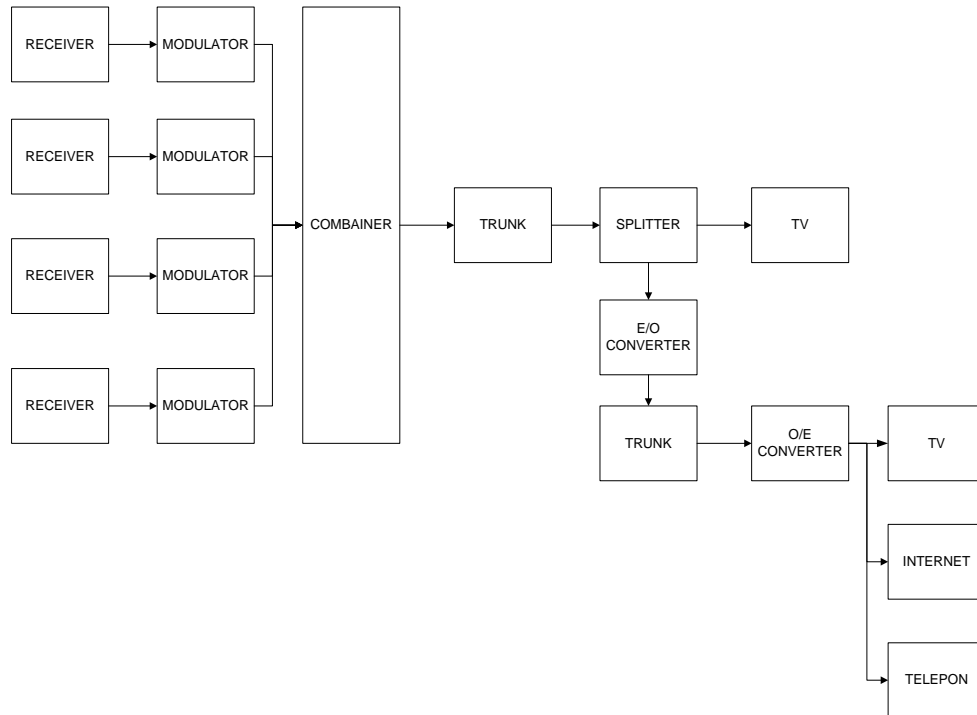 RECEIVER
MODULATOR
RECEIVER
MODULATOR
RECEIVER
MODULATOR
RECEIVER
MODULATOR
COMBAINER
TRUNK
SPLITTER
TV
E/O
CONVERTER
TRUNK
O/E
CONVERTER
TV
INTERNET
TELEPON